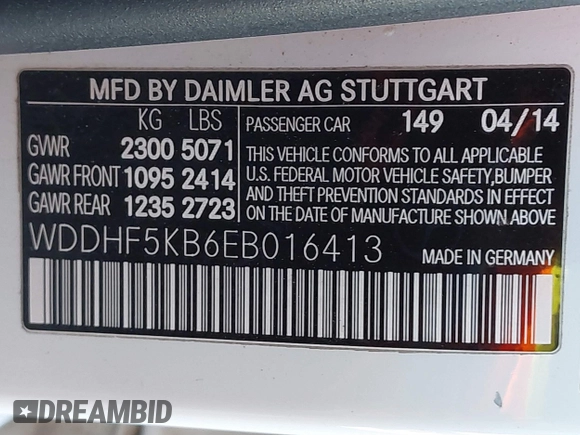 MFD BY DAIMLER AG STUTTGART
KG LBS
GVWR 2300 5071
GAWR FRONT 1095 2414
GAWR REAR 1235 2723
PASSENGER CAR 149 04/14
THIS VEHICLE CONFORMS TO ALL APPLICABLE
U.S. FEDERAL MOTOR VEHICLE SAFETY,BUMPER
AND THEFT PREVENTION STANDARDS IN EFFECT
ON THE DATE OF MANUFACTURE SHOWN ABOVE
WDDHF5KB6EB016413 MADE IN GERMANY
DREAMBID